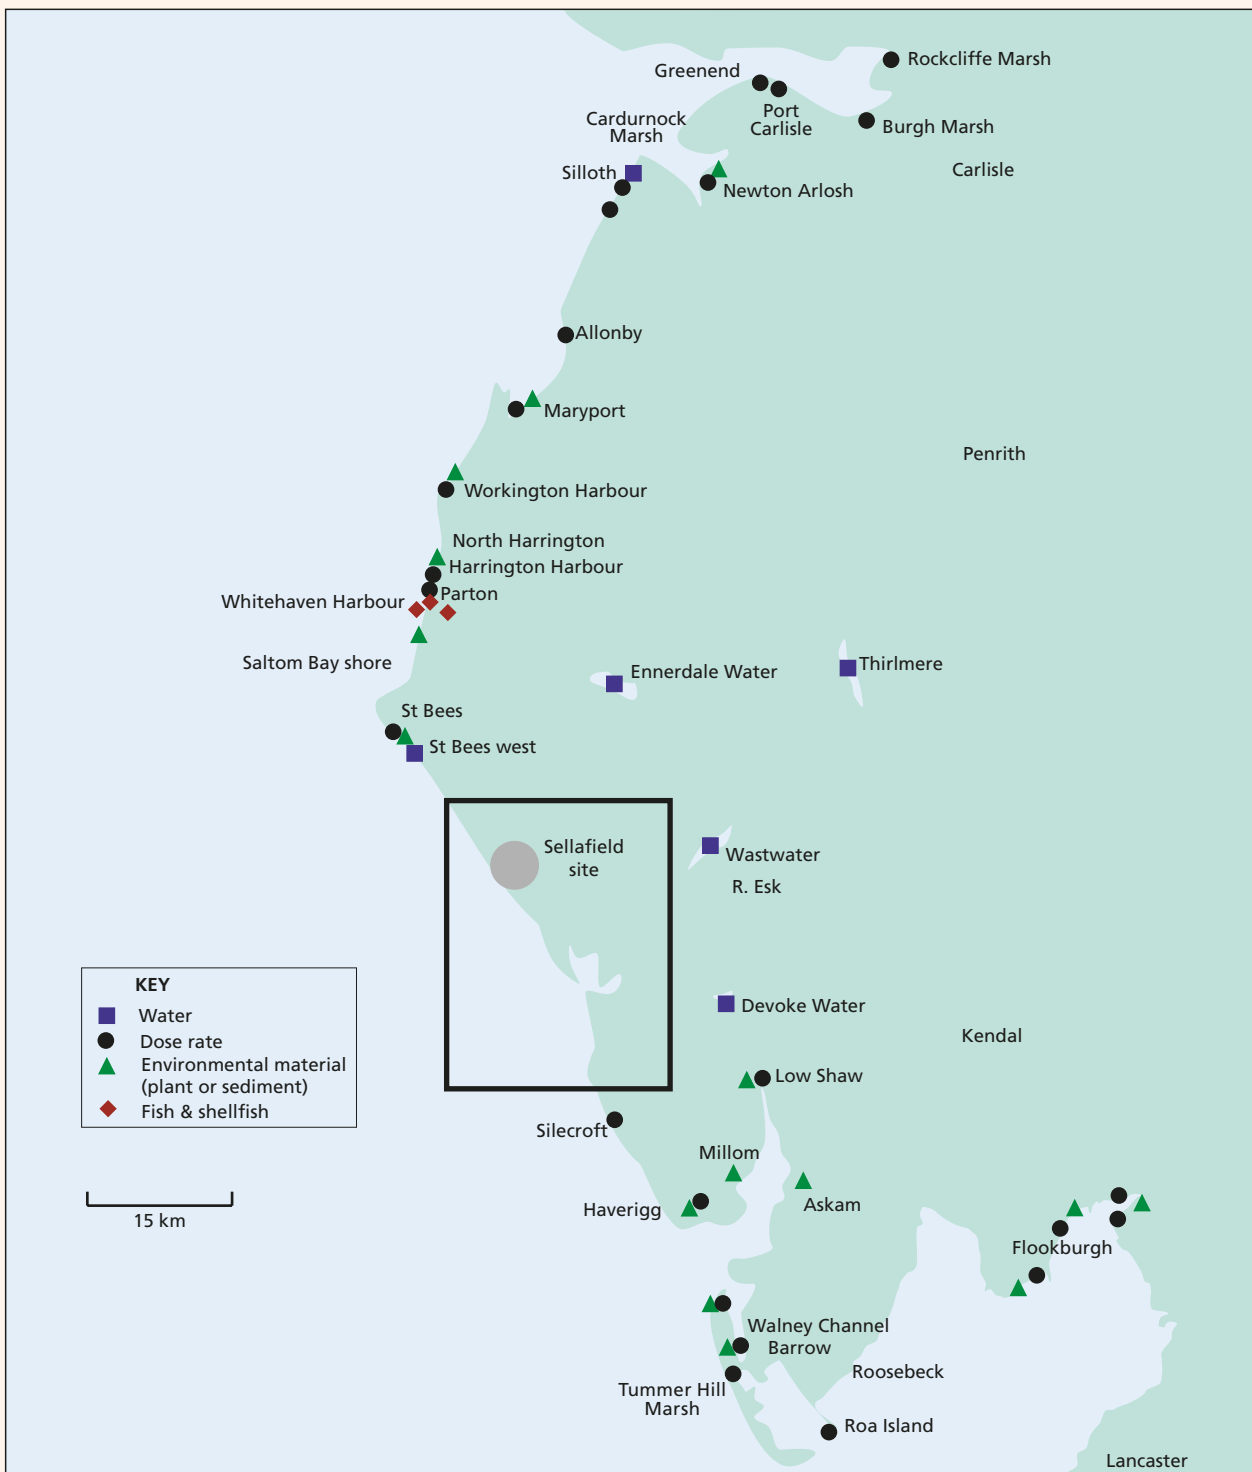 Rockcliffe Marsh
Greenend
Port
Carlisle
Cardurnock
Marsh
Burgh Marsh
Carlisle
Silloth
Newton Arlosh
Allonby
Maryport
Penrith
Workington Harbour
North Harrington
Harrington Harbour
Parton
Whitehaven Harbour
Saltom Bay shore
Ennerdale Water
Thirlmere
St Bees
St Bees west
Sellafield
site
Wastwater
R. Esk
KEY
Water
Dose rate
Environmental material
(plant or sediment)
Fish & shellfish
Devoke Water
Kendal
Low Shaw
Silecroft
Millom
Haverigg
Askam
15 km
Flookburgh
Walney Channel
Barrow
Roosebeck
Tummer Hill
Marsh
Roa Island
Lancaster